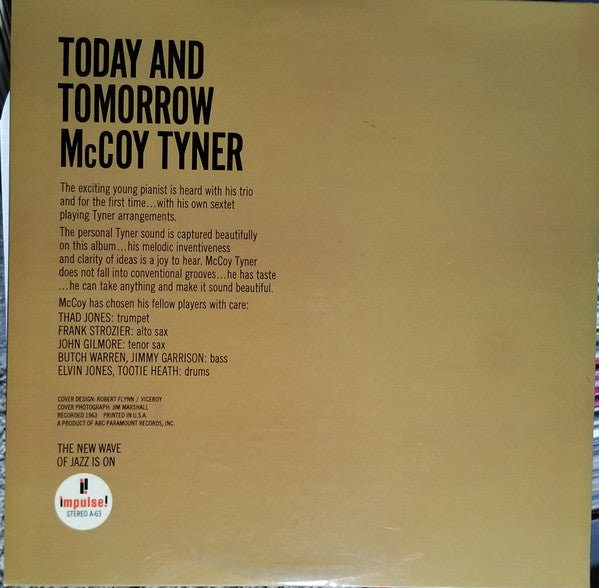 TODAY AND
TOMORROW
McCOY TYNER
The exciting young pianist is heard with his trio
and for the first time...with his own sextet
playing Tyner arrangements.
The personal Tyner sound is captured beautifully
on this album...his melodic inventiveness
and clarity of ideas is a joy to hear. McCoy Tyner
does not fall into conventional grooves...he has taste
...he can take anything and make it sound beautiful.
McCoy has chosen his fellow players with care:
THAD JONES: trumpet
FRANK STROZIER: alto sax
JOHN GILMORE: tenor sax
BUTCH WARREN, JIMMY GARRISON: bass
ELVIN JONES, TOOTIE HEATH: drums
COVER DESIGN: ROBERT FLYNN / VICEROY
COVER PHOTOGRAPH: JIM MARSHALL
RECORDED 1963 PRINTED IN U.S.A.
A PRODUCT OF ABC-PARAMOUNT RECORDS, INC.
THE NEW WAVE
OF JAZZ IS ON
i!
impulse!
STEREO A-63